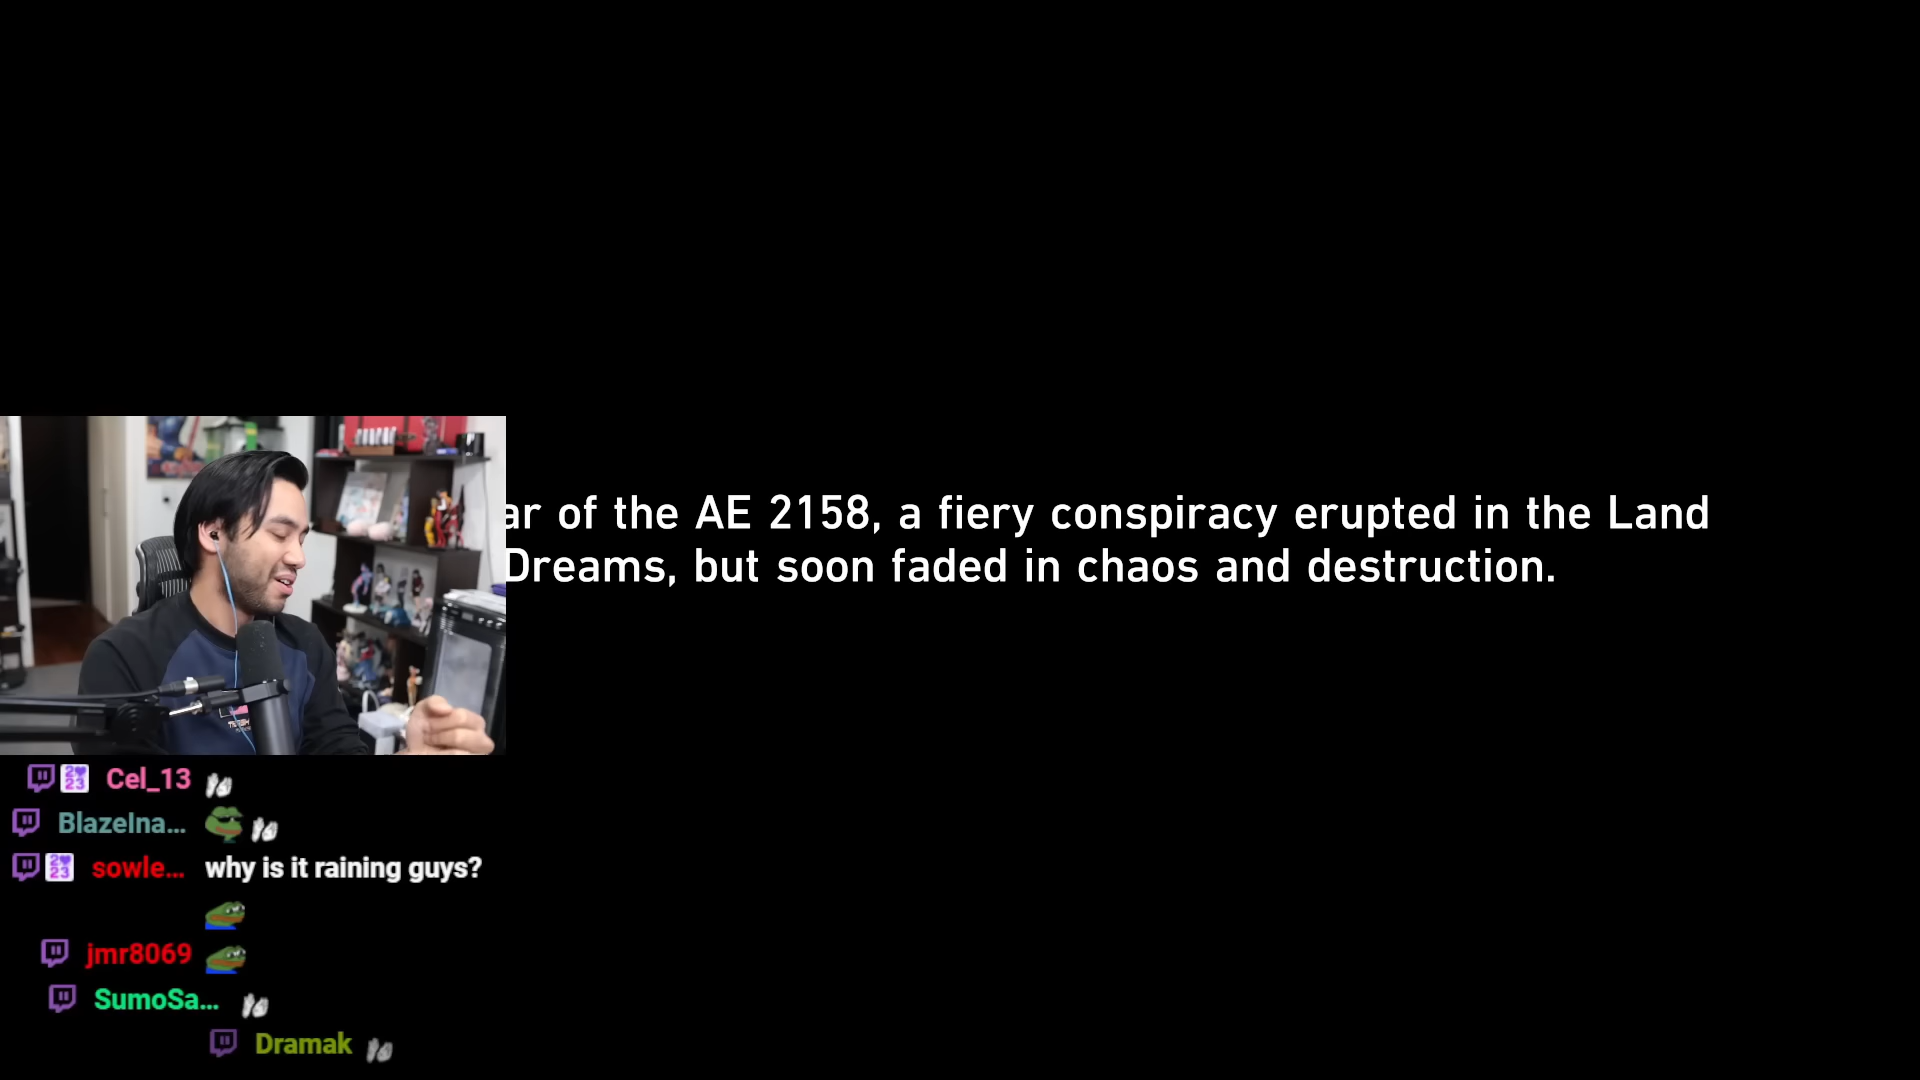 ar of the AE 2158, a fiery conspiracy erupted in the Land
Dreams, but soon faded in chaos and destruction.
Cel_13
BlazeIna...
sowle... why is it raining guys?
jmr8069
SumoSa...
Dramak